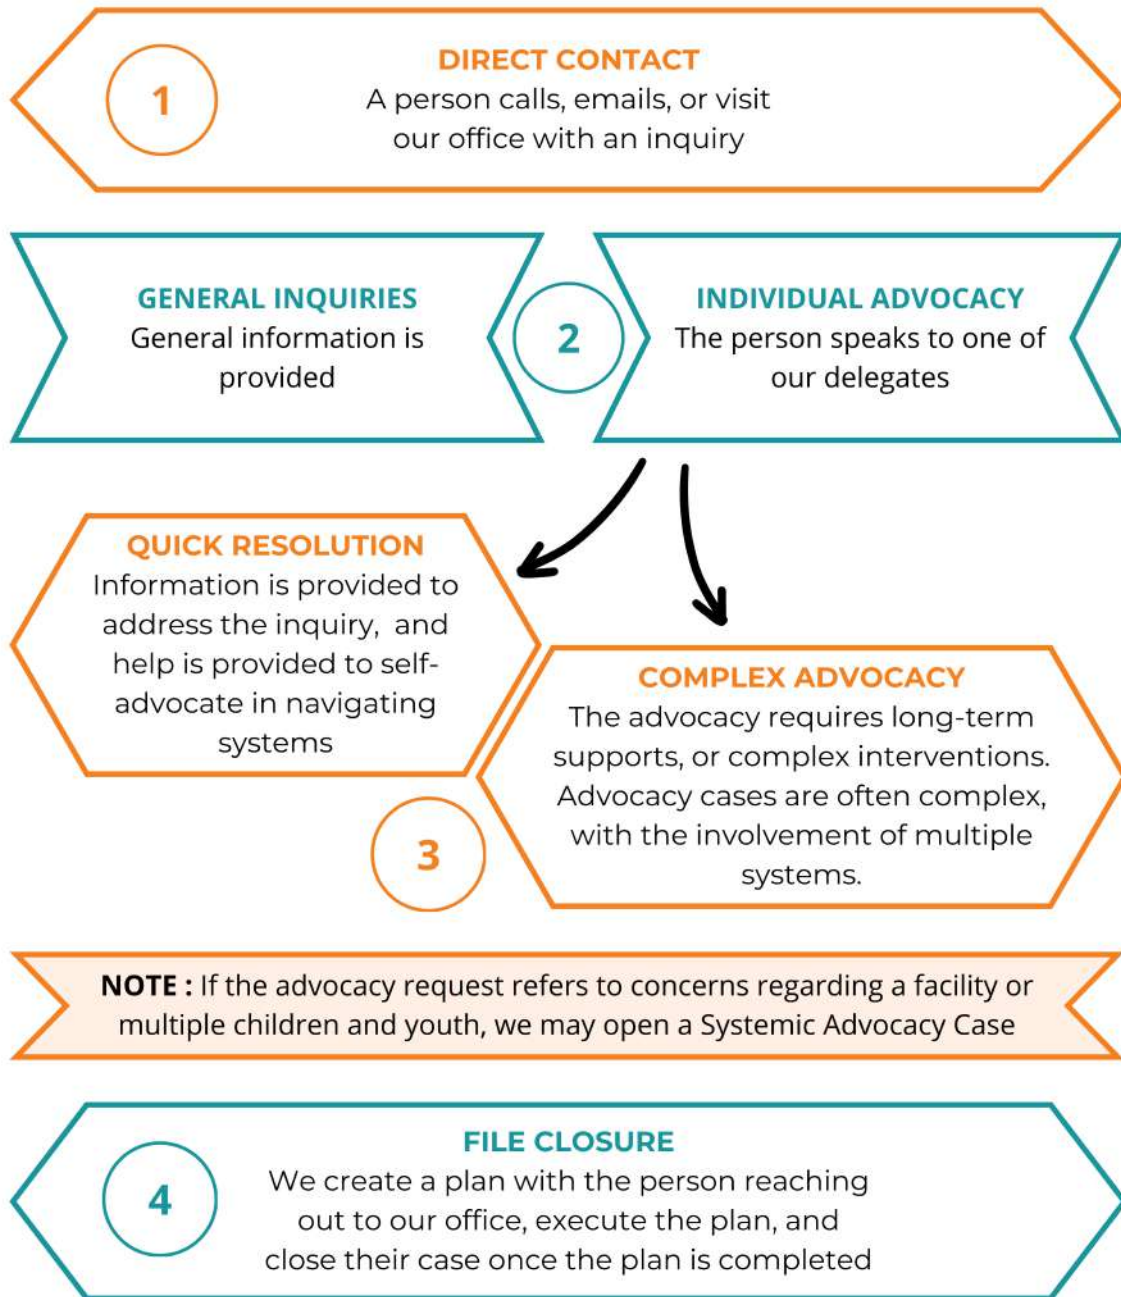 1
DIRECT CONTACT
A person calls, emails, or visit
our office with an inquiry
GENERAL INQUIRIES
General information is
provided
2
INDIVIDUAL ADVOCACY
The person speaks to one of
our delegates
QUICK RESOLUTION
Information is provided to
address the inquiry, and
help is provided to self-
advocate in navigating
systems
COMPLEX ADVOCACY
The advocacy requires long-term
supports, or complex interventions.
Advocacy cases are often complex,
with the involvement of multiple
systems.
3
NOTE : If the advocacy request refers to concerns regarding a facility or
multiple children and youth, we may open a Systemic Advocacy Case
4
FILE CLOSURE
We create a plan with the person reaching
out to our office, execute the plan, and
close their case once the plan is completed